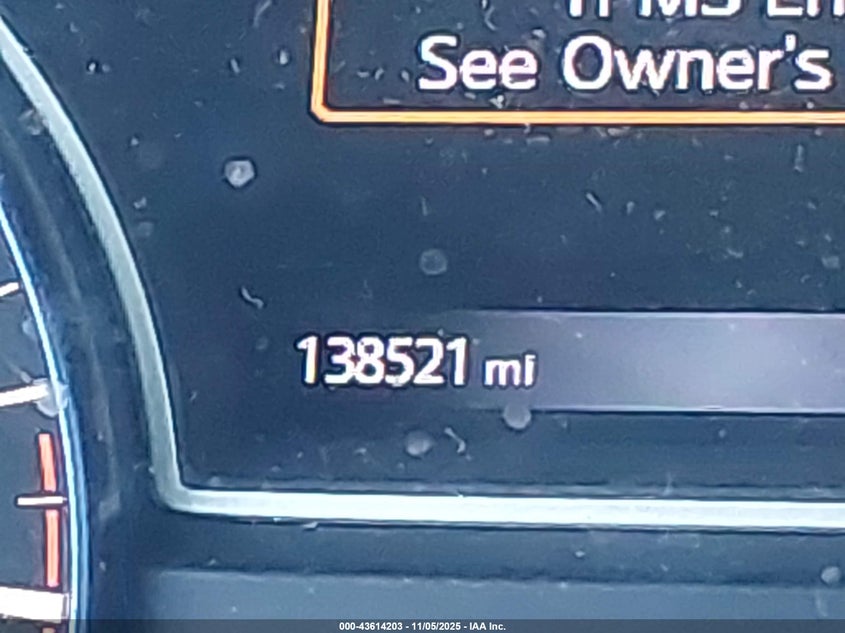 See Owner's
138521 mi
000-43614203 - 11/05/2025 - IAA Inc.